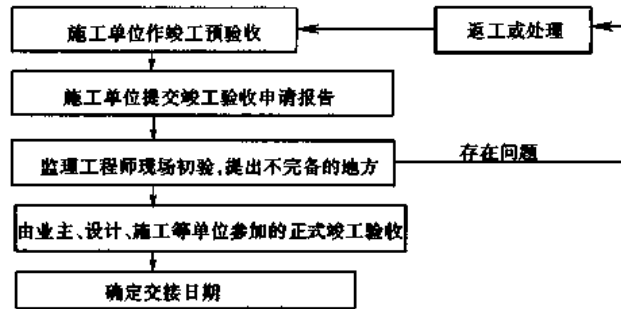 施工单位作竣工预验收
返工或处理
施工单位提交竣工验收申请报告
监理工程师现场初验,提出不完备的地方
存在问题
由业主、设计、施工等单位参加的正式竣工验收
确定交接日期